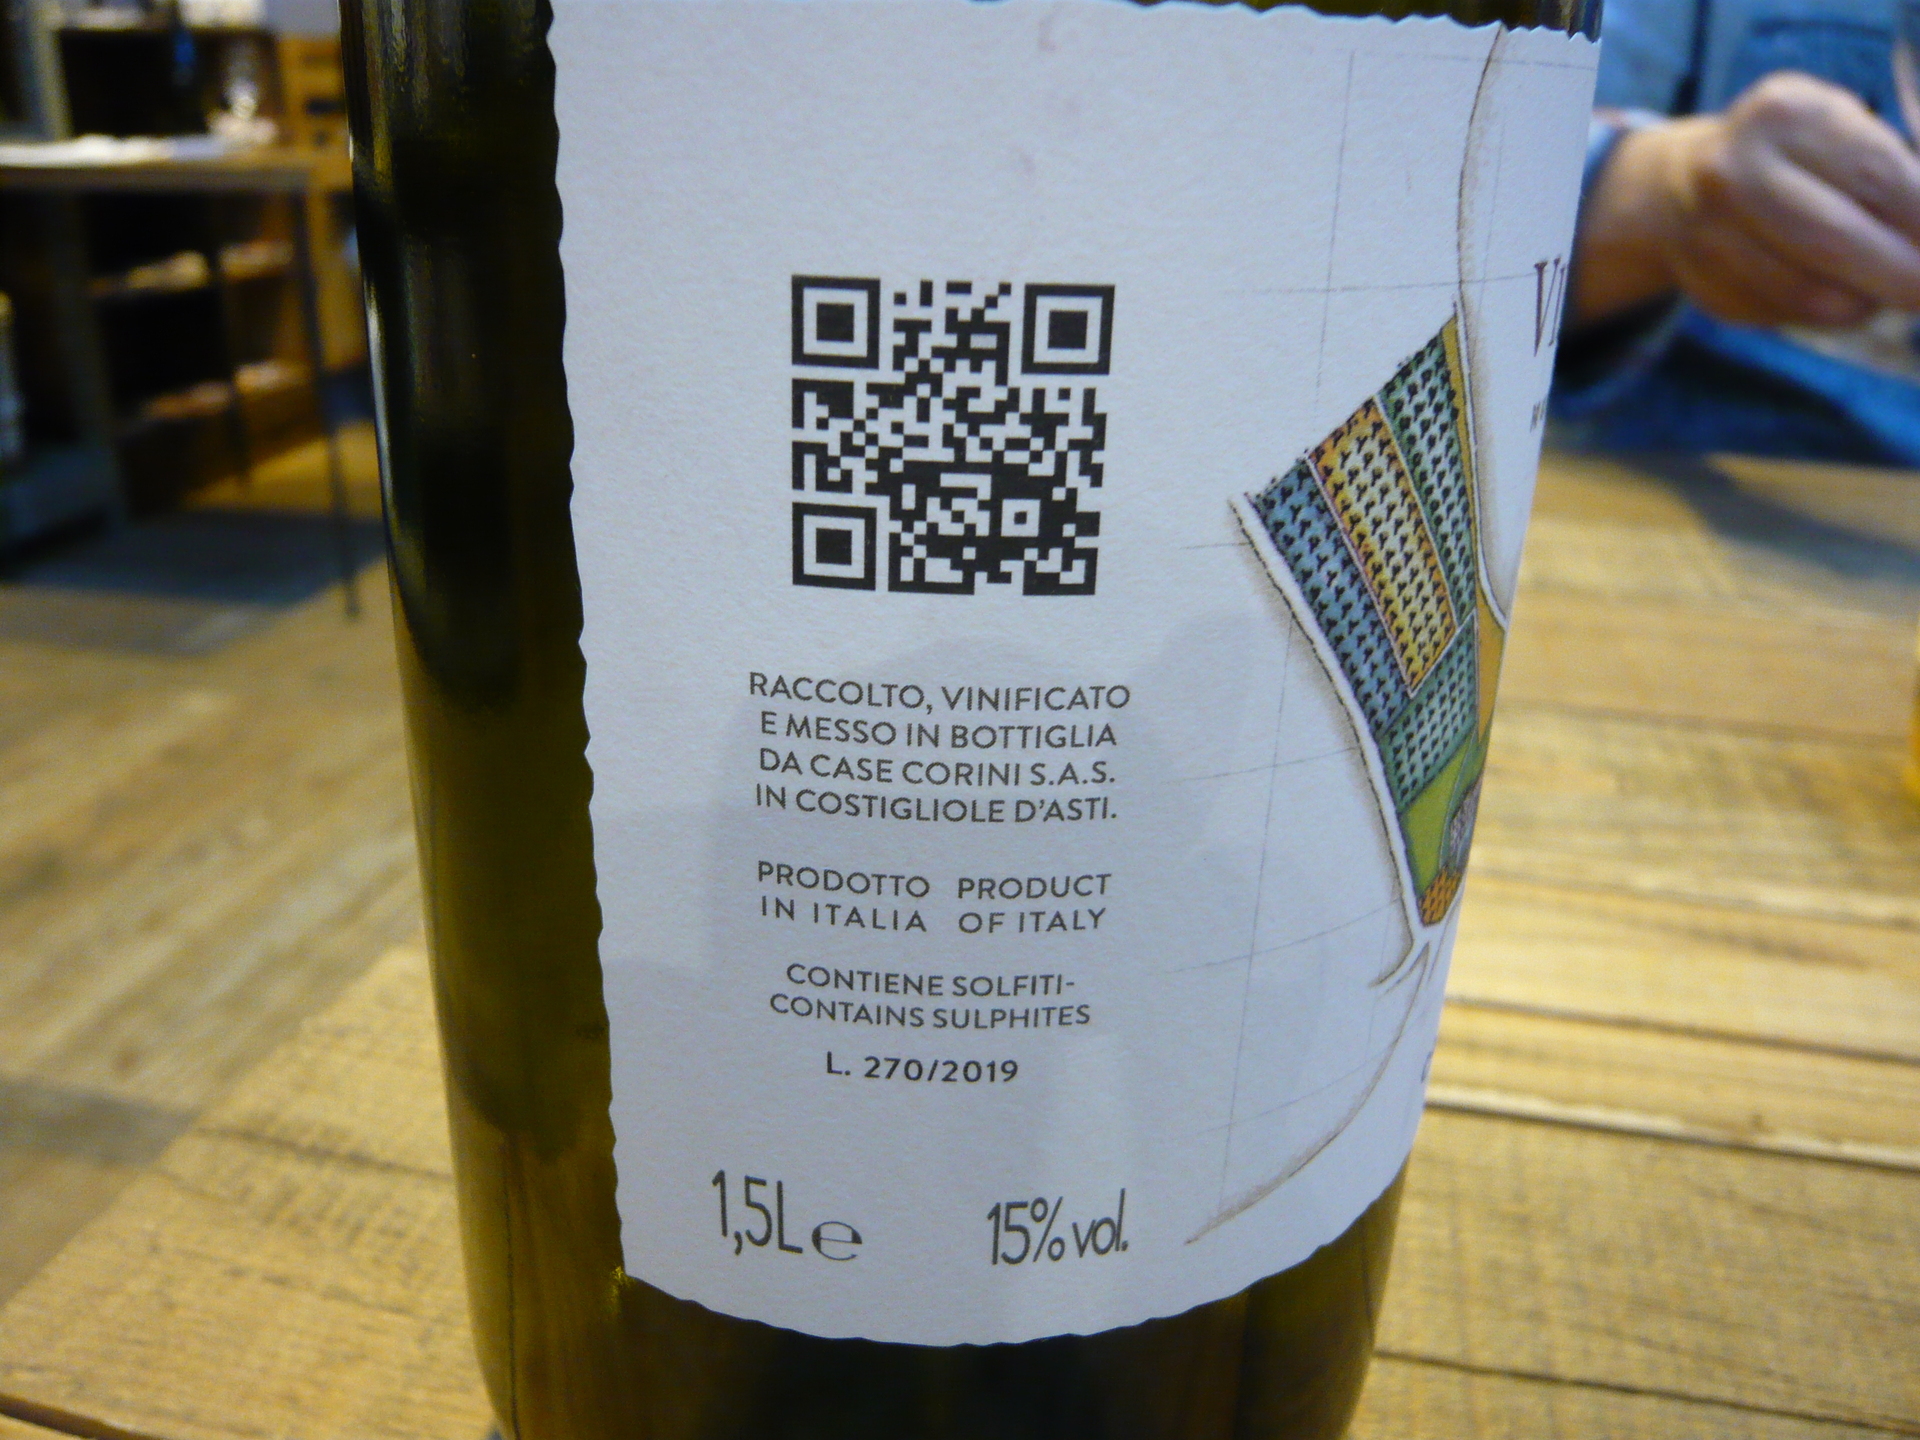 RACCOLTO, VINIFICATO
E MESSO IN BOTTIGLIA
DA CASE CORINI S.A.S.
IN COSTIGLIOLE D'ASTI.
PRODOTTO PRODUCT
IN ITALIA OF ITALY
CONTIENE SOLFITI-
CONTAINS SULPHITES
L. 270/2019
1,5L e 15% vol.